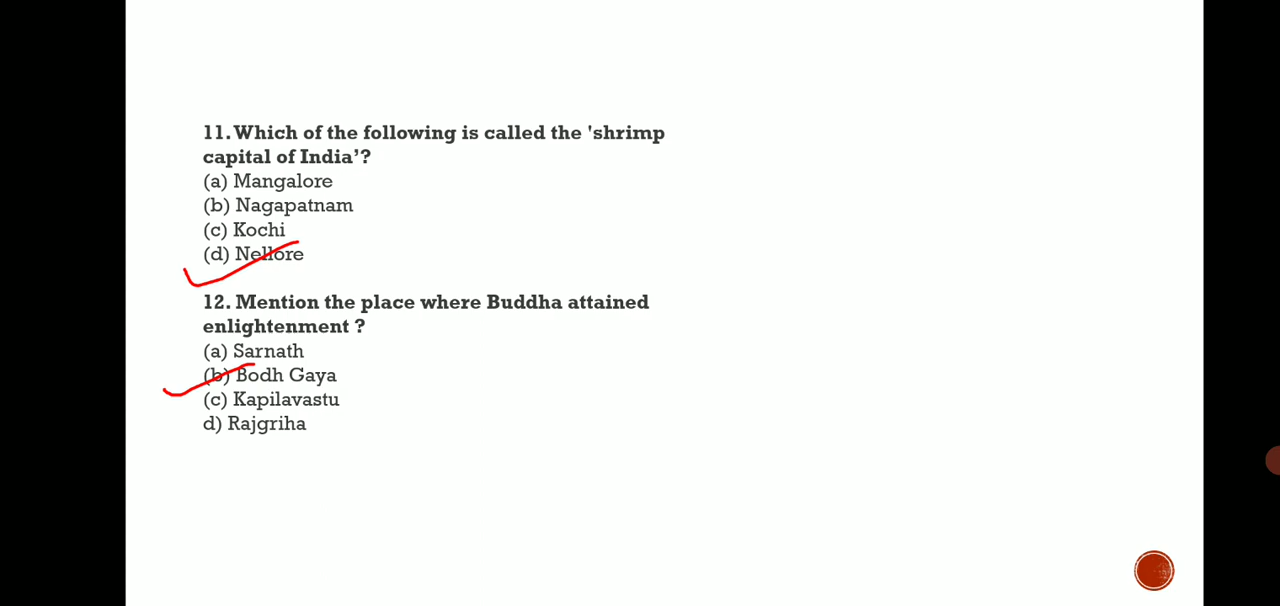 11. Which of the following is called the 'shrimp
capital of India’?
(a) Mangalore
(b) Nagapatnam
(c) Kochi
(d) Nellore
12. Mention the place where Buddha attained
enlightenment ?
(a) Sarnath
(b) Bodh Gaya
(c) Kapilavastu
d) Rajgriha